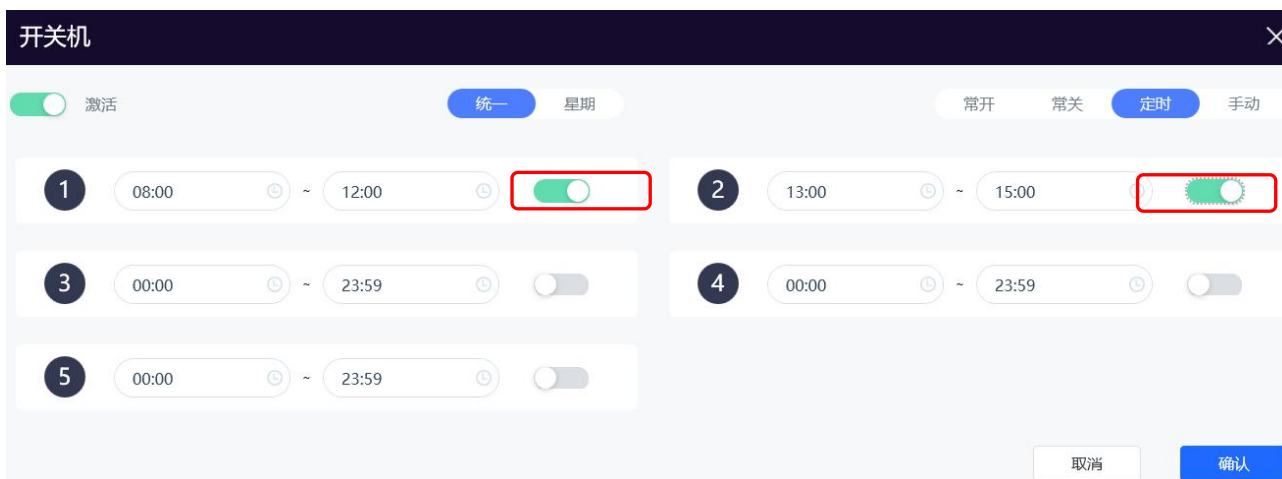 开关机
激活 统一 星期 常开 常关 定时 手动
1 08:00 ~ 12:00 2 13:00 ~ 15:00
3 00:00 ~ 23:59 4 00:00 ~ 23:59
5 00:00 ~ 23:59
取消 确认